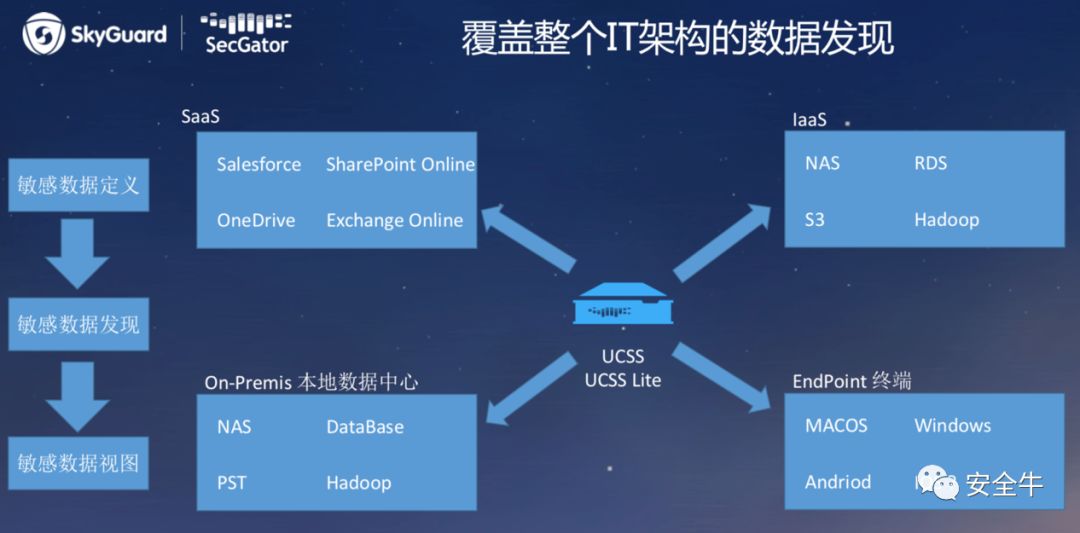 SkyGuard
SecGator
覆盖整个IT架构的数据发现
敏感数据定义
敏感数据发现
敏感数据视图
SaaS
Salesforce SharePoint Online
OneDrive Exchange Online
IaaS
NAS RDS
S3 Hadoop
UCSS
UCSS Lite
On-Premis 本地数据中心
NAS DataBase
PST Hadoop
EndPoint 终端
MACOS Windows
Andriod
安全牛